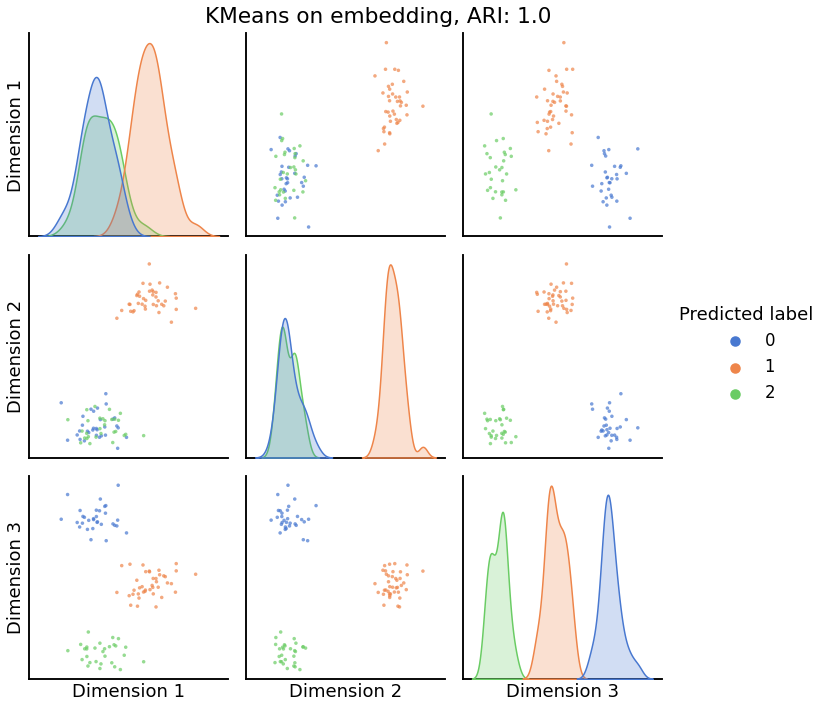 KMeans on embedding, ARI: 1.0
Dimension 1
Dimension 2
Dimension 3
Predicted label
0
1
2
Dimension 1
Dimension 2
Dimension 3